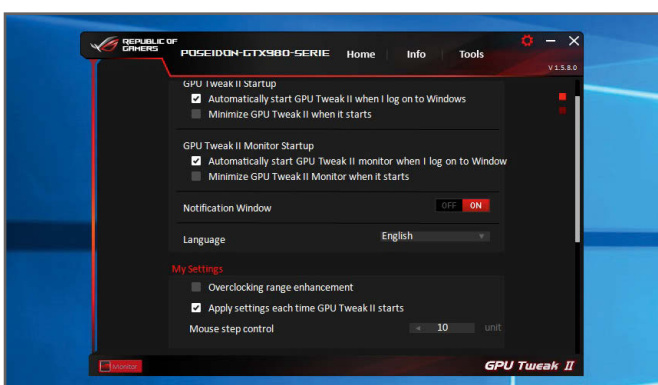 REPUBLIC OF
GAMERS
POSEIDON-GTX980-SERIE Home Info Tools
V 1.5.8.0
GPU Tweak II Startup
Automatically start GPU Tweak II when I log on to Windows
Minimize GPU Tweak II when it starts
GPU Tweak II Monitor Startup
Automatically start GPU Tweak II monitor when I log on to Window
Minimize GPU Tweak II Monitor when it starts
Notification Window OFF ON
Language English
My Settings
Overclocking range enhancement
Apply settings each time GPU Tweak II starts
Mouse step control 10 unit
Monitor GPU Tweak II